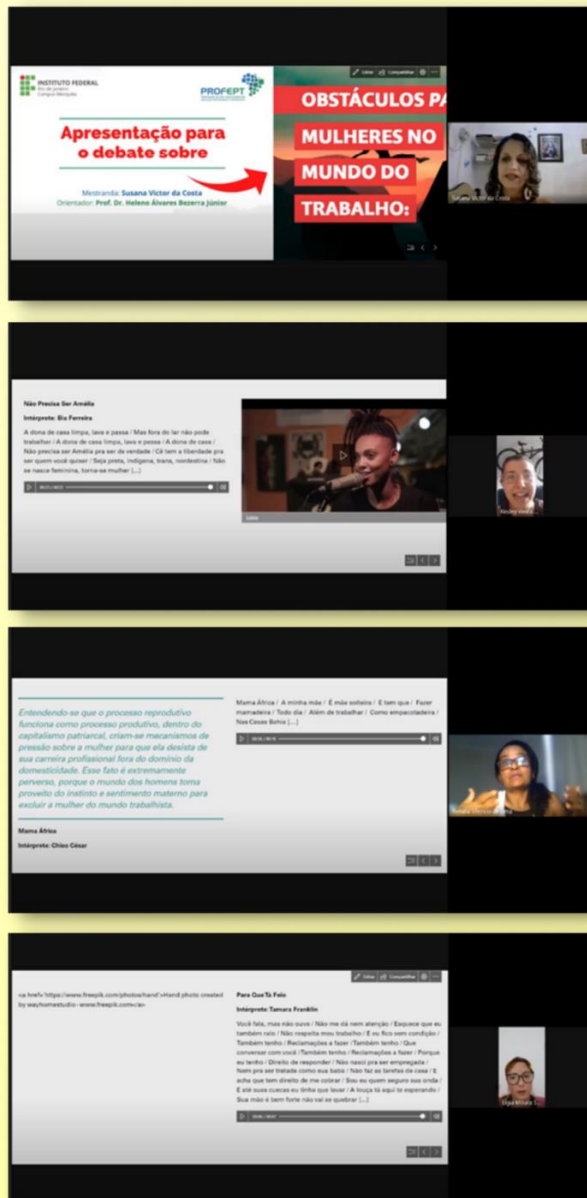 INSTITUTO FEDERAL
Rio de Janeiro
Campus Mesquita
PROFEPT
Apresentação para
o debate sobre
Mestranda: Susana Victor da Costa
Orientador: Prof. Dr. Heleno Álvares Bezerra Júnior
Editar
Compartilhar
OBSTÁCULOS PA
MULHERES NO
MUNDO DO
TRABALHO:
Susana Victor da Costa
Não Precisa Ser Amélia
Intérprete: Bia Ferreira
A dona de casa limpa, lava e passa / Mas fora do lar não pode
trabalhar / A dona de casa limpa, lava e passa / A dona de casa /
Não precisa ser Amélia pra ser de verdade / Cê tem a liberdade pra
ser quem você quiser / Seja preta, indígena, trans, nordestina / Não
se nasce feminina, torna-se mulher [...]
Entendendo-se que o processo reprodutivo
funciona como processo produtivo, dentro do
capitalismo patriarcal, criam-se mecanismos de
pressão sobre a mulher para que ela desista de
sua carreira profissional fora do domínio da
domesticidade. Esse fato é extremamente
perverso, porque o mundo dos homens toma
proveito do instinto e sentimento materno para
excluir a mulher do mundo trabalhista.
Mama África
Intérprete: Chico César
Mama África / A minha mãe / É mãe solteira / E tem que / Fazer
mamadeira / Todo dia / Além de trabalhar / Como empacotadeira /
Nas Casas Bahia [...]
<a href='https://www.freepik.com/photos/hand'>Hand photo created
by wayhomestudio - www.freepik.com</a>
Editar
Compartilhar
Para Que Tá Feio
Intérprete: Tamara Franklin
Você fala, mas não ouve / Não me dá nem atenção / Esquece que eu
também ralo / Não respeita meu trabalho / E eu fico sem condição /
Também tenho / Reclamações a fazer / Também tenho / Que
conversar com você / Também tenho / Reclamações a fazer / Porque
eu tenho / Direito de responder / Não nasci pra ser empregada /
Nem pra ser tratada como sua babá / Não faz as tarefas da casa / E
acha que tem direito de me cobrar / Sou eu quem seguro sua onda /
E até suas cuecas eu tinha que lavar / A louça tá aqui te esperando /
Sua mão é bem forte não vai se quebrar [...]